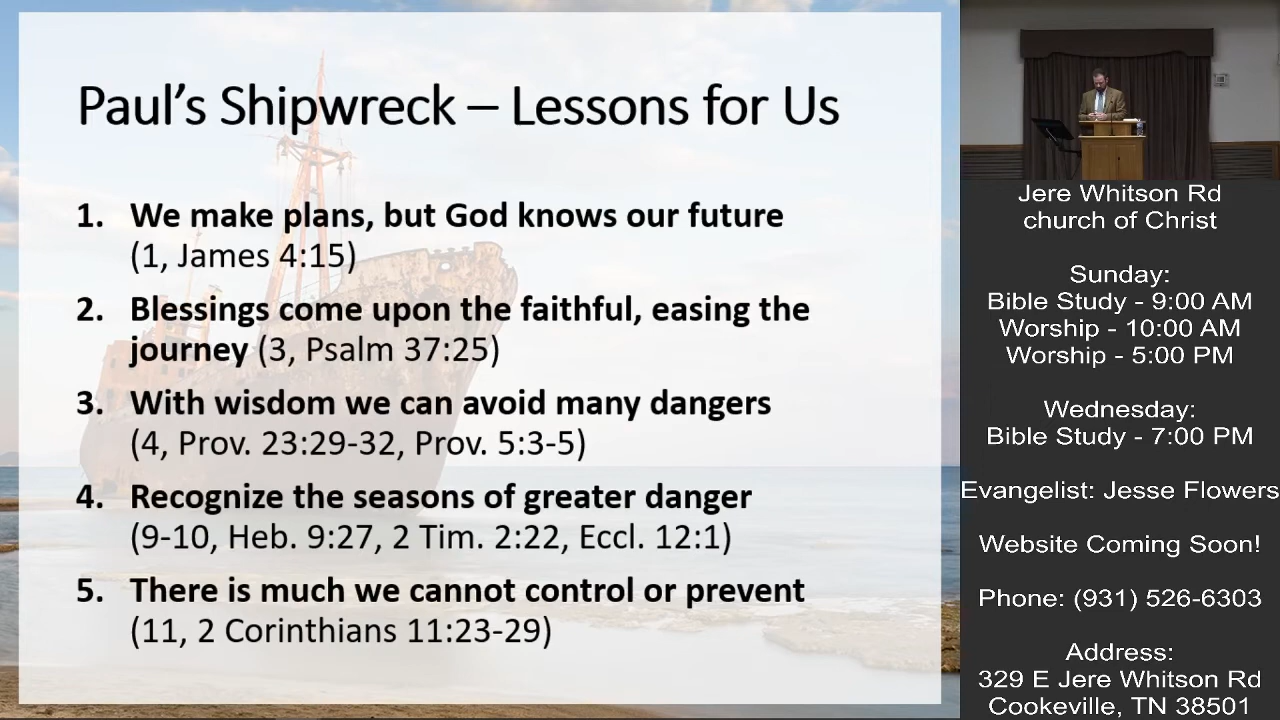 Paul's Shipwreck – Lessons for Us
1. We make plans, but God knows our future
(1, James 4:15)
2. Blessings come upon the faithful, easing the
journey (3, Psalm 37:25)
3. With wisdom we can avoid many dangers
(4, Prov. 23:29-32, Prov. 5:3-5)
4. Recognize the seasons of greater danger
(9-10, Heb. 9:27, 2 Tim. 2:22, Eccl. 12:1)
5. There is much we cannot control or prevent
(11, 2 Corinthians 11:23-29)
Jere Whitson Rd
church of Christ
Sunday:
Bible Study - 9:00 AM
Worship - 10:00 AM
Worship - 5:00 PM
Wednesday:
Bible Study - 7:00 PM
Evangelist: Jesse Flowers
Website Coming Soon!
Phone: (931) 526-6303
Address:
329 E Jere Whitson Rd
Cookeville, TN 38501